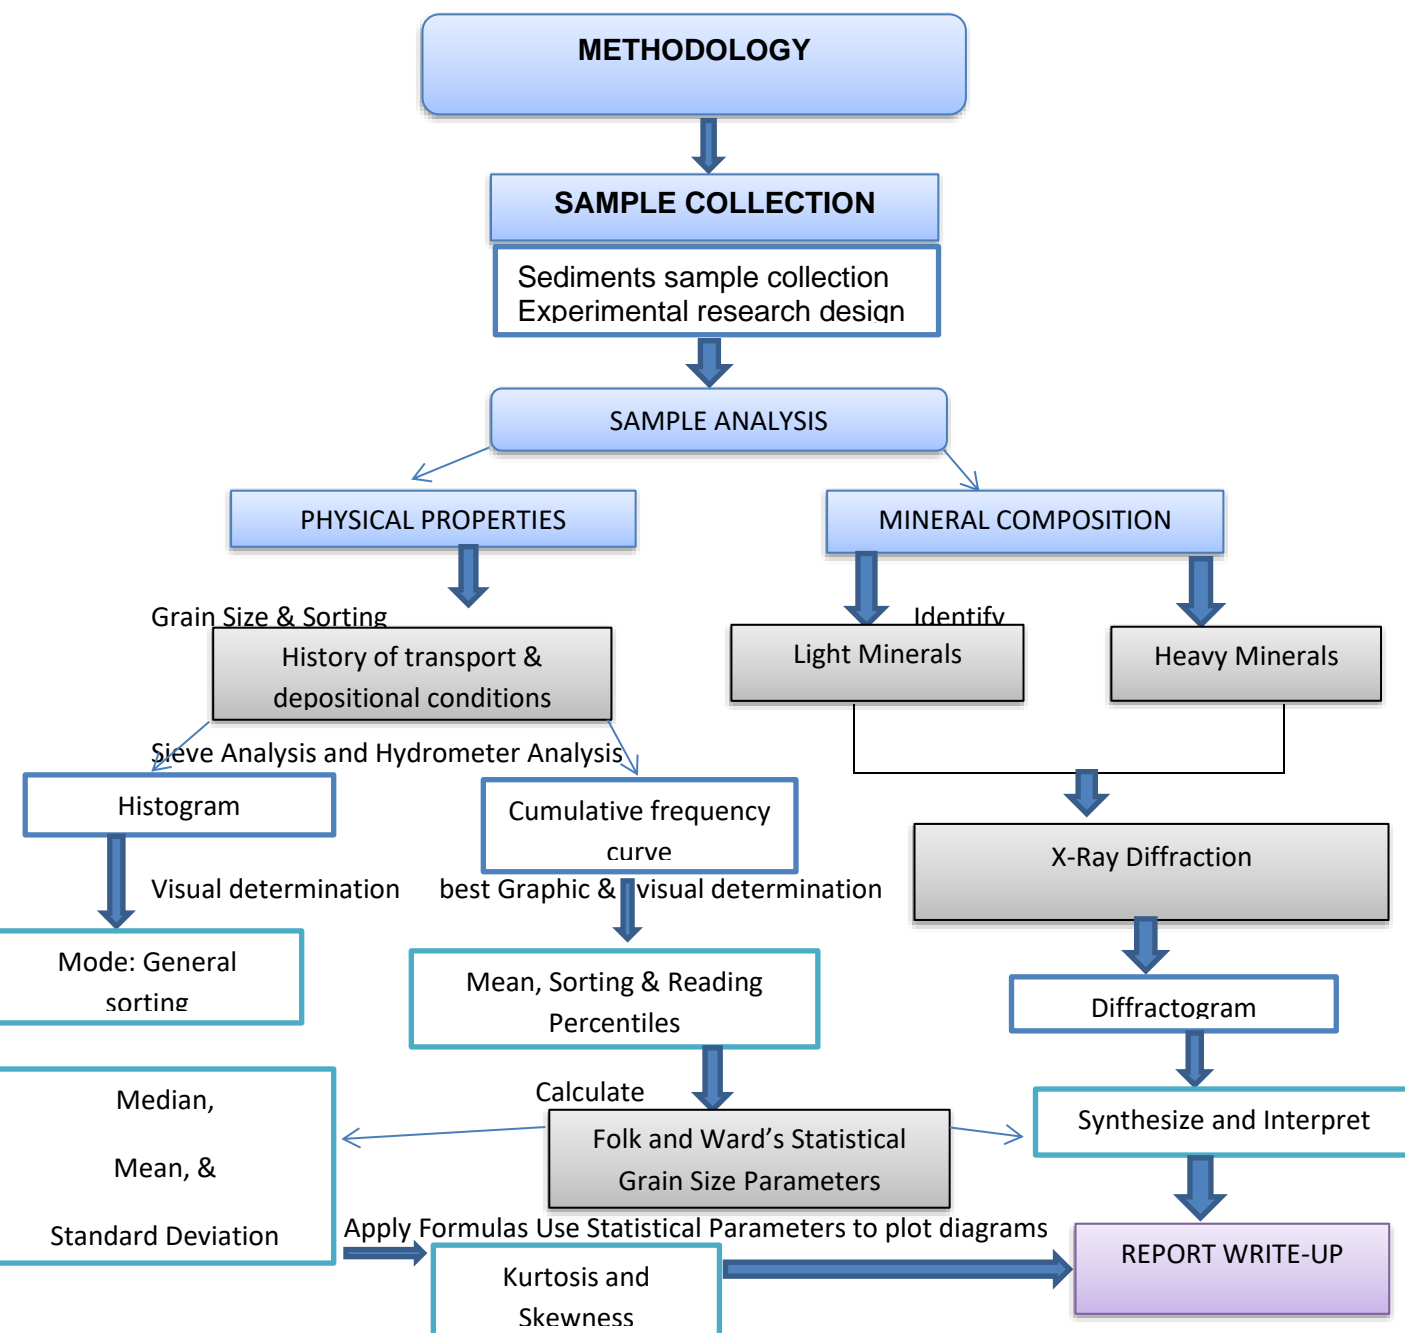 METHODOLOGY
SAMPLE COLLECTION
Sediments sample collection
Experimental research design
SAMPLE ANALYSIS
PHYSICAL PROPERTIES
MINERAL COMPOSITION
Grain Size & Sorting
Identify
History of transport &
depositional conditions
Light Minerals
Heavy Minerals
Sieve Analysis and Hydrometer Analysis
Histogram
Cumulative frequency
curve
X-Ray Diffraction
Visual determination
best Graphic & visual determination
Mode: General
sorting
Mean, Sorting & Reading
Percentiles
Diffractogram
Calculate
Median,
Mean, &
Standard Deviation
Folk and Ward’s Statistical
Grain Size Parameters
Synthesize and Interpret
Apply Formulas Use Statistical Parameters to plot diagrams
Kurtosis and
Skewness
REPORT WRITE-UP